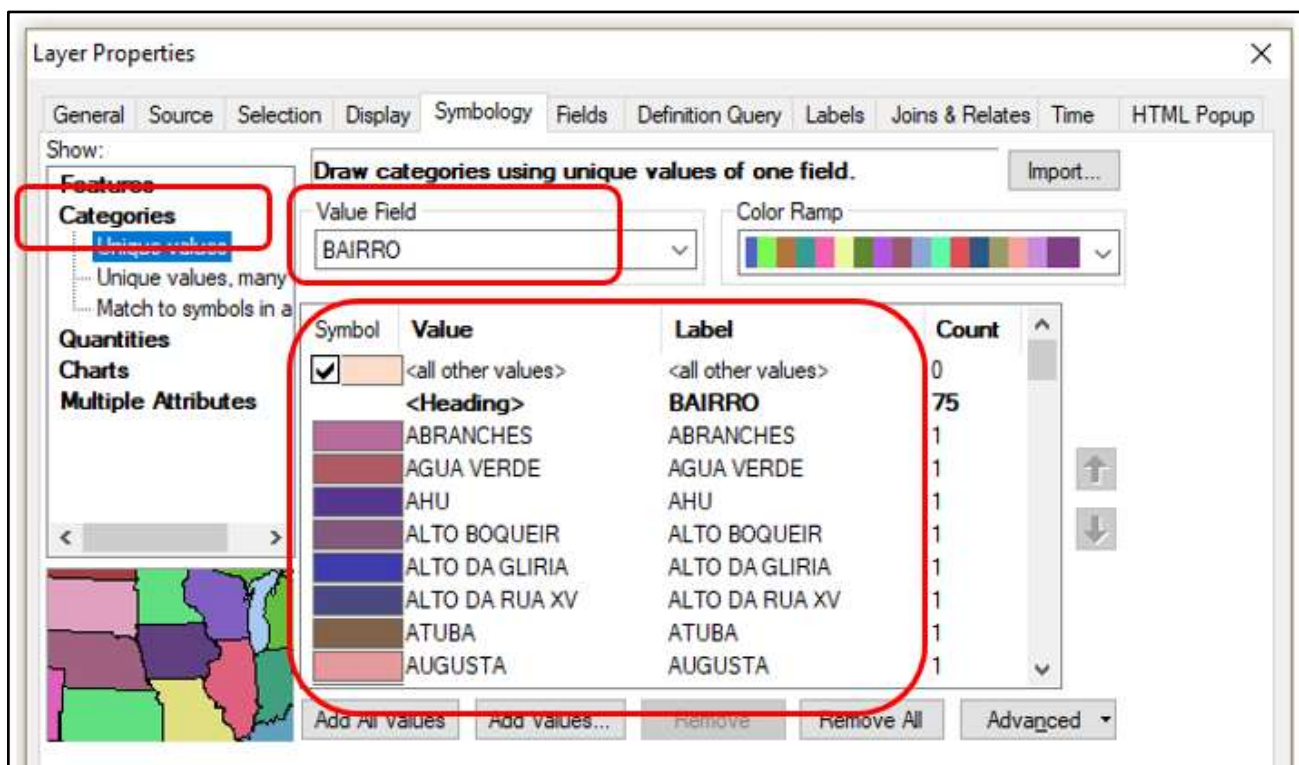 Layer Properties
General Source Selection Display Symbology Fields Definition Query Labels Joins & Relates Time HTML Popup
Show:
Features
Categories
Unique values
Unique values, many
Match to symbols in a
Quantities
Charts
Multiple Attributes
Draw categories using unique values of one field.
Import...
Value Field
BAIRRO
Color Ramp
Symbol Value Label Count
<all other values> <all other values> 0
<Heading> BAIRRO 75
ABRANCHES ABRANCHES 1
AGUA VERDE AGUA VERDE 1
AHU AHU 1
ALTO BOQUEIR ALTO BOQUEIR 1
ALTO DA GLIRIA ALTO DA GLIRIA 1
ALTO DA RUA XV ALTO DA RUA XV 1
ATUBA ATUBA 1
AUGUSTA AUGUSTA 1
Add All Values Add Values... Remove Remove All Advanced